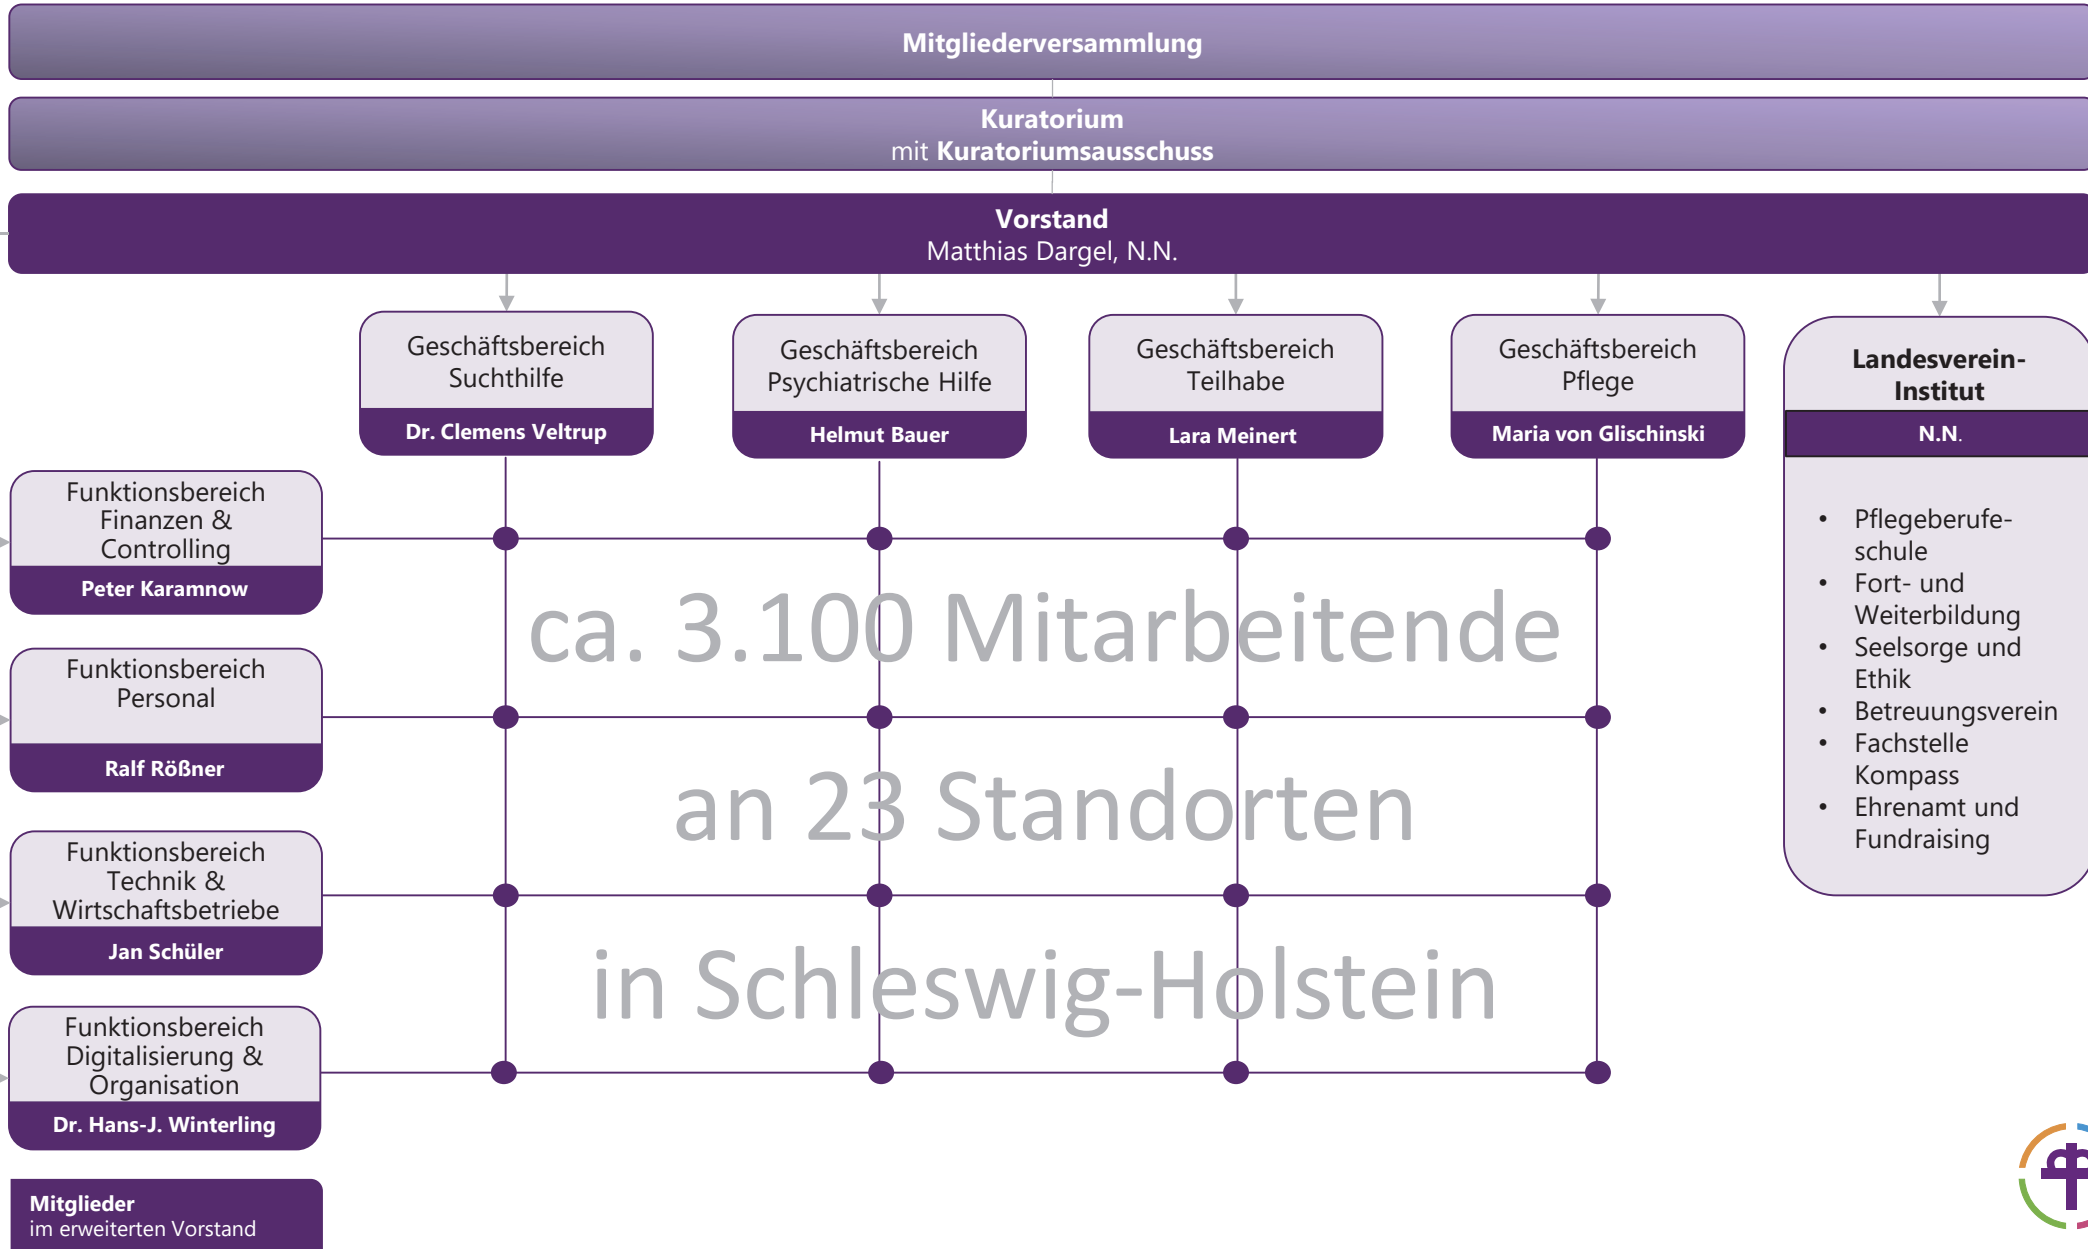 Mitgliederversammlung
Kuratorium
mit Kuratoriumsausschuss
Vorstand
Matthias Dargel, N.N.
Geschäftsbereich
Suchthilfe
Dr. Clemens Veltrup
Geschäftsbereich
Psychiatrische Hilfe
Helmut Bauer
Geschäftsbereich
Teilhabe
Lara Meinert
Geschäftsbereich
Pflege
Maria von Glischinski
Landesverein-
Institut
N.N.
• Pflegeberufe-
schule
• Fort- und
Weiterbildung
• Seelsorge und
Ethik
• Betreuungsverein
• Fachstelle
Kompass
• Ehrenamt und
Fundraising
Funktionsbereich
Finanzen &
Controlling
Peter Karamnow
Funktionsbereich
Personal
Ralf Rößner
Funktionsbereich
Technik &
Wirtschaftsbetriebe
Jan Schüler
Funktionsbereich
Digitalisierung &
Organisation
Dr. Hans-J. Winterling
ca. 3.100 Mitarbeitende
an 23 Standorten
in Schleswig-Holstein
Mitglieder
im erweiterten Vorstand